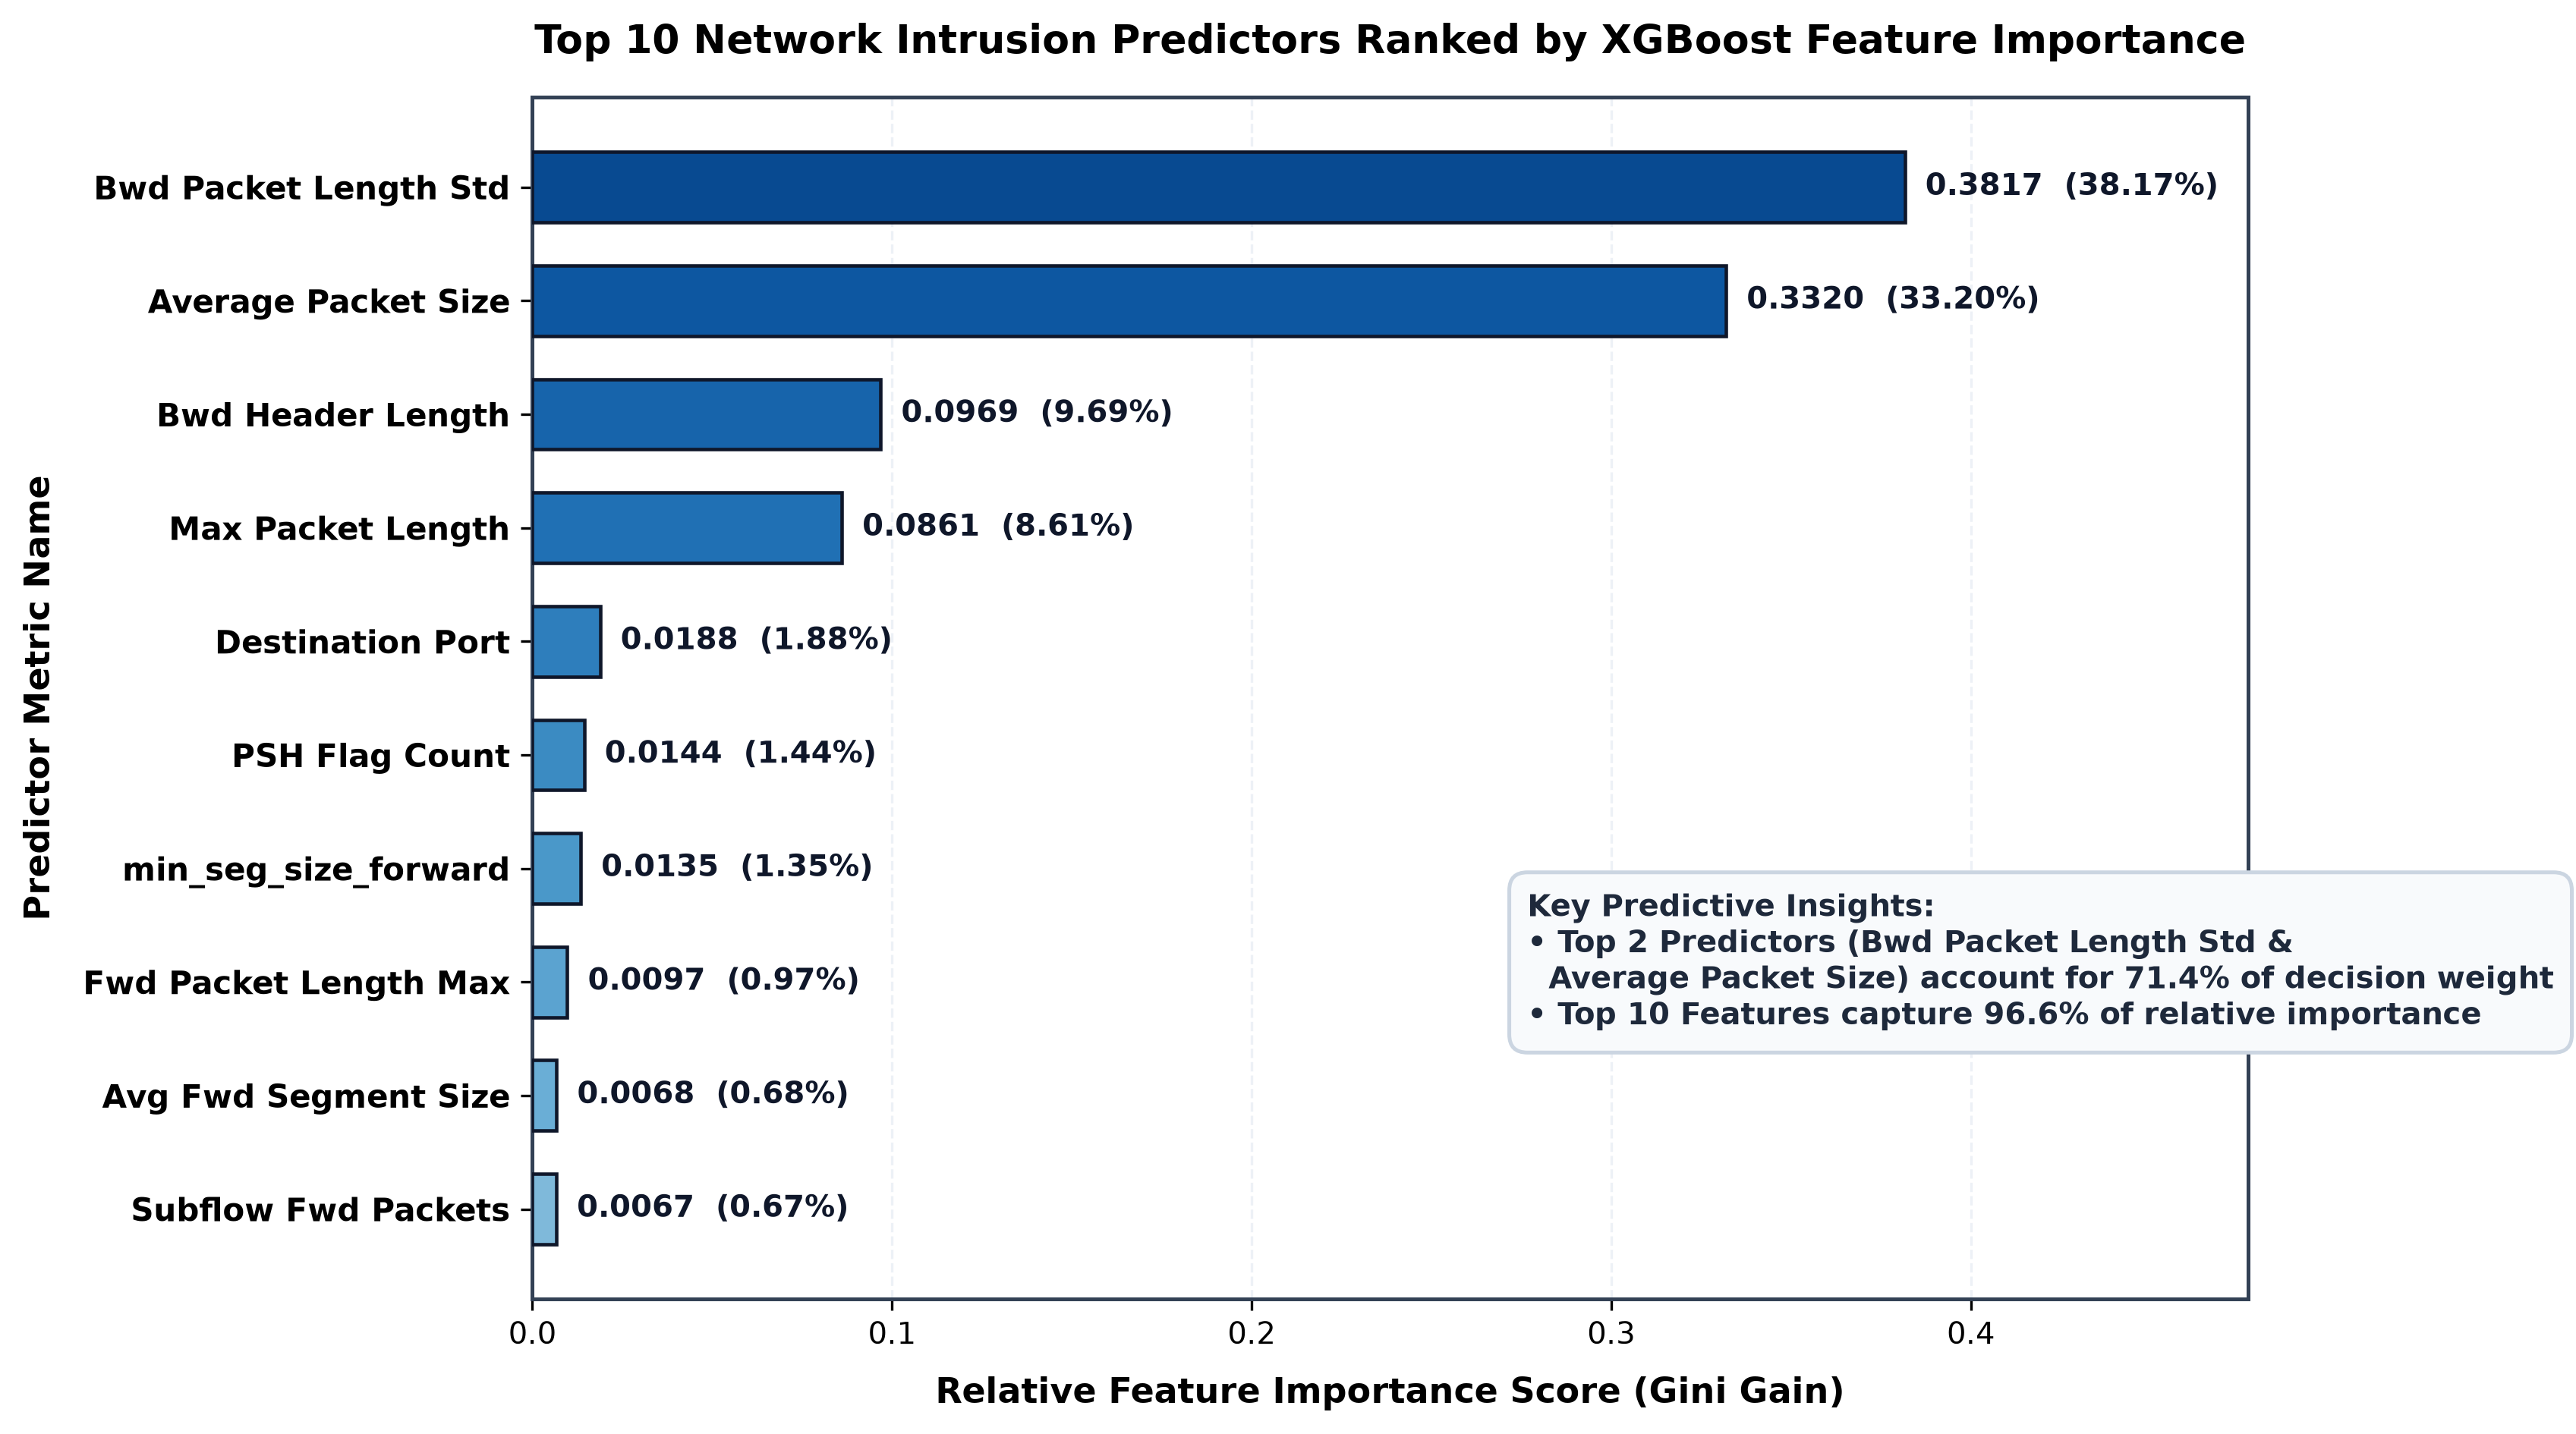 Top 10 Network Intrusion Predictors Ranked by XGBoost Feature Importance
Predictor Metric Name
Bwd Packet Length Std
0.3817 (38.17%)
Average Packet Size
0.3320 (33.20%)
Bwd Header Length
0.0969 (9.69%)
Max Packet Length
0.0861 (8.61%)
Destination Port
0.0188 (1.88%)
PSH Flag Count
0.0144 (1.44%)
min_seg_size_forward
0.0135 (1.35%)
Fwd Packet Length Max
0.0097 (0.97%)
Avg Fwd Segment Size
0.0068 (0.68%)
Subflow Fwd Packets
0.0067 (0.67%)
Key Predictive Insights:
• Top 2 Predictors (Bwd Packet Length Std &
Average Packet Size) account for 71.4% of decision weight
• Top 10 Features capture 96.6% of relative importance
0.0 0.1 0.2 0.3 0.4
Relative Feature Importance Score (Gini Gain)